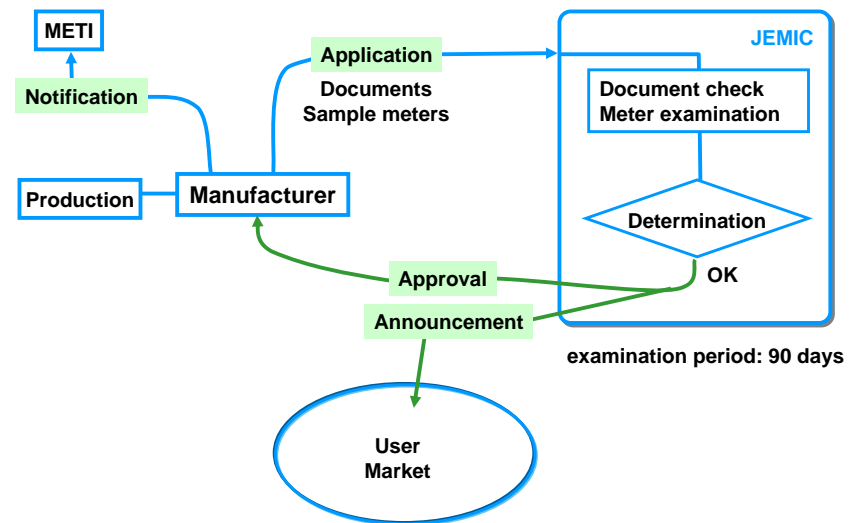 METI
JEMIC
Application
Notification
Documents
Sample meters
Document check
Meter examination
Production
Manufacturer
Determination
OK
Approval
Announcement
examination period: 90 days
User
Market